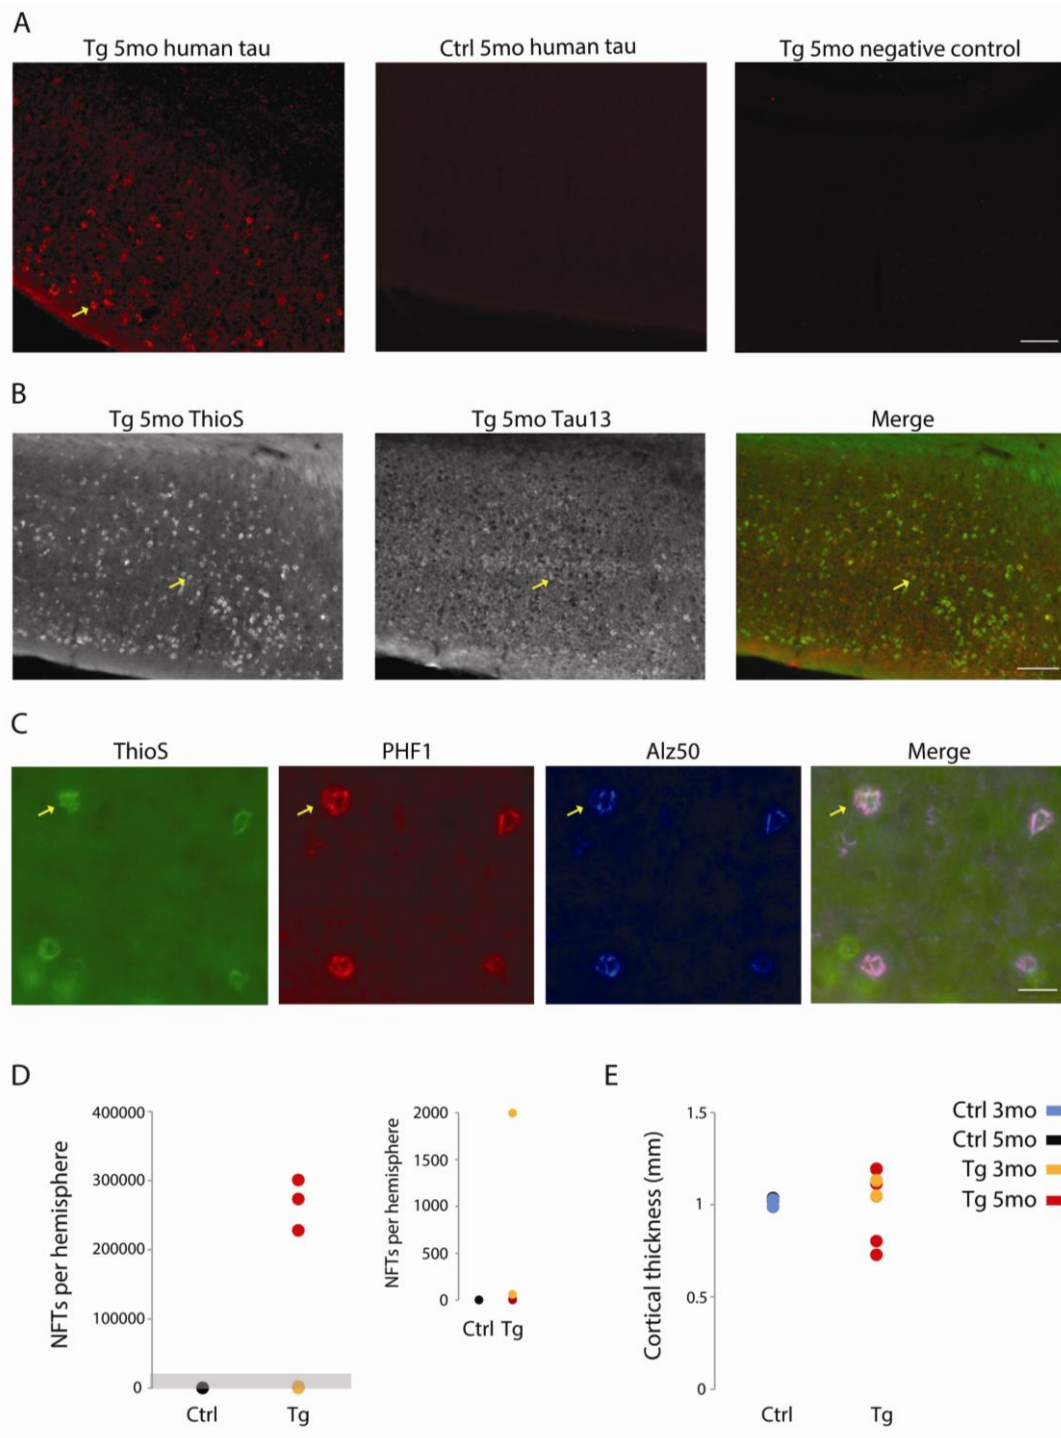 A
Tg 5mo human tau
Ctrl 5mo human tau
Tg 5mo negative control
B
Tg 5mo ThioS
Tg 5mo Tau13
Merge
C
ThioS
PHF1
Alz50
Merge
D
NFTs per hemisphere
400000
300000
200000
100000
0
Ctrl
Tg
NFTs per hemisphere
2000
1500
1000
500
0
Ctrl Tg
E
Cortical thickness (mm)
1.5
1
0.5
0
Ctrl
Tg
Ctrl 3mo
Ctrl 5mo
Tg 3mo
Tg 5mo